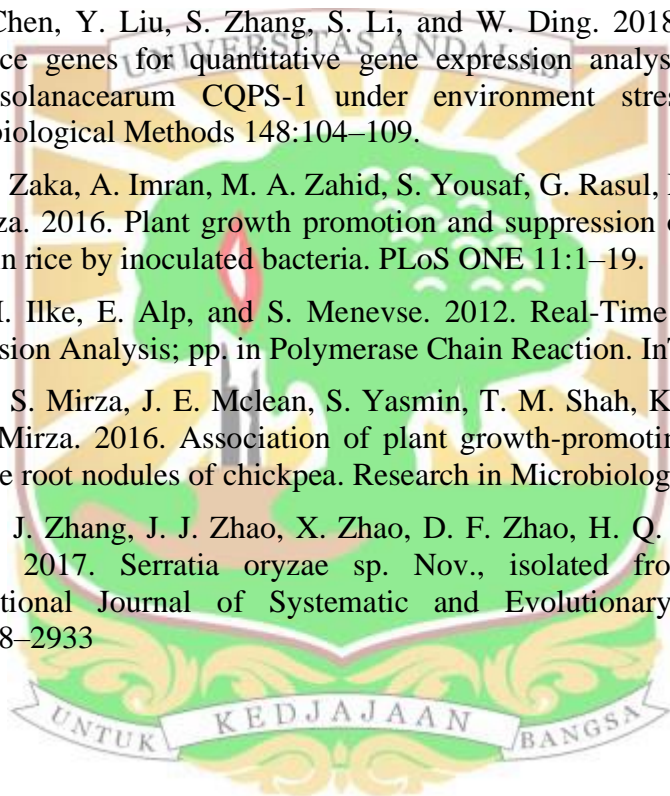 Chen, Y. Liu, S. Zhang, S. Li, and W. Ding. 2018
ce genes for quantitative gene expression analys
UNIVERSITAS ANDALAS
solanacearum CQPS-1 under environment stres
biological Methods 148:104–109.
Zaka, A. Imran, M. A. Zahid, S. Yousaf, G. Rasul,
za. 2016. Plant growth promotion and suppression
n rice by inoculated bacteria. PLoS ONE 11:1–19.
Ilke, E. Alp, and S. Menevse. 2012. Real-Time
sion Analysis; pp. in Polymerase Chain Reaction. InT
S. Mirza, J. E. Mclean, S. Yasmin, T. M. Shah, K
Mirza. 2016. Association of plant growth-promotin
e root nodules of chickpea. Research in Microbiolog
J. Zhang, J. J. Zhao, X. Zhao, D. F. Zhao, H. Q.
2017. Serratia oryzae sp. Nov., isolated fro
tional Journal of Systematic and Evolutionary
8–2933
UNTUK KEDJAJAAN BANGSA